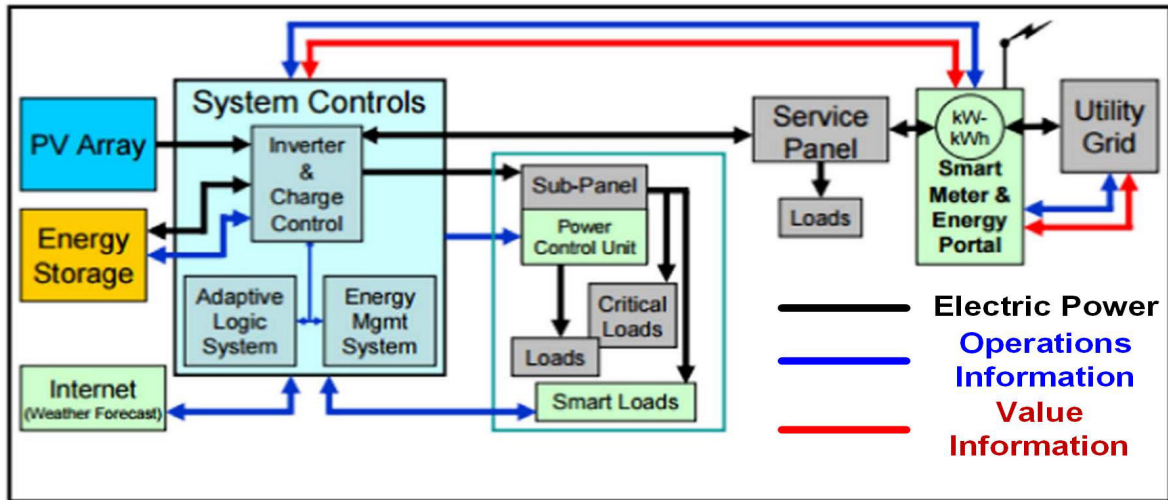 System Controls
PV Array
Inverter
&
Charge
Control
Energy
Storage
Adaptive
Logic
System
Energy
Mgmt
System
Internet
(Weather Forecast)
Sub-Panel
Power
Control Unit
Critical
Loads
Loads
Smart Loads
Service
Panel
Loads
kW-
kWh
Smart
Meter &
Energy
Portal
Utility
Grid
Electric Power
Operations
Information
Value
Information